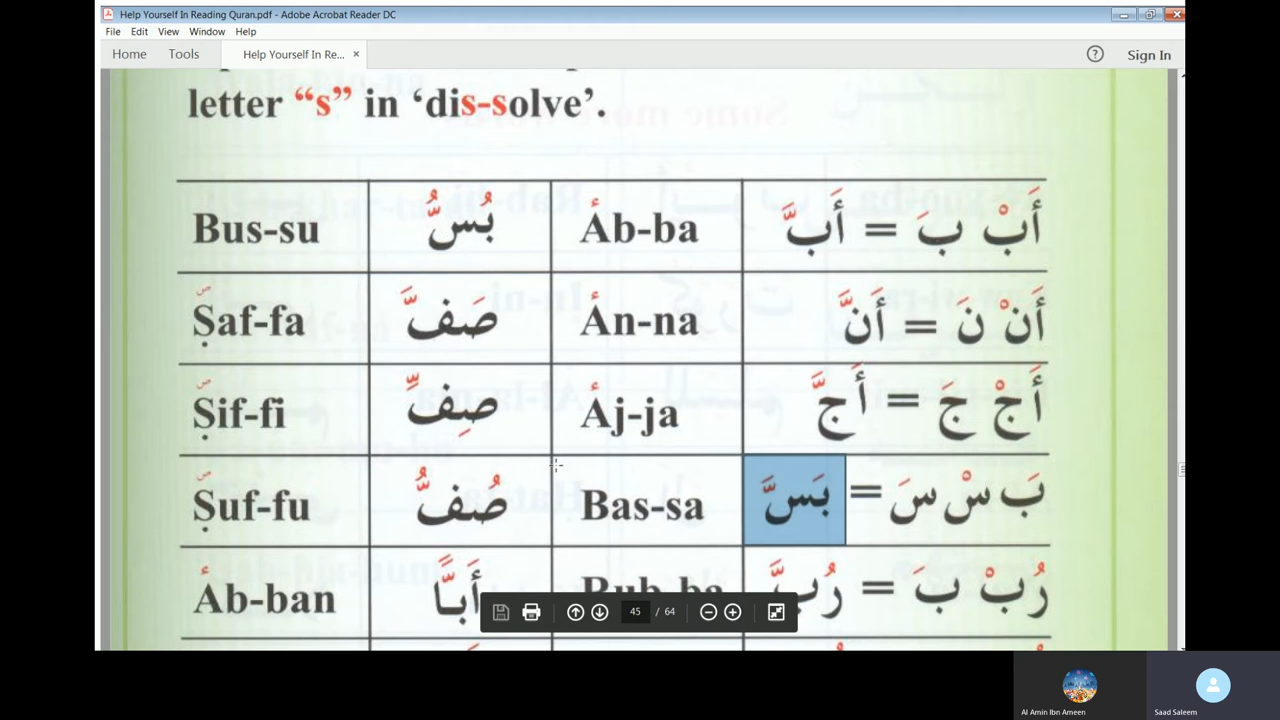 Help Yourself In Reading Quran.pdf - Adobe Acrobat Reader DC
File Edit View Window Help
Home Tools Help Yourself In Re... × ? Sign In
letter “s” in ‘dis-solve’.
Bus-su بُسُّ Ab-ba أَبْ بَ = أَبَّ
Ṣaf-fa صَفَّ An-na أَنْ نَ = أَنَّ
Ṣif-fi صِفِّ Aj-ja أَجْ جَ = أَجَّ
Ṣuf-fu صُفُّ Bas-sa بَ سْ سَ = بَسَّ
Ab-ban أَبًّا Rub-ba رُبْ بَ = رُبَّ
45 / 64
Al Amin Ibn Ameen Saad Saleem